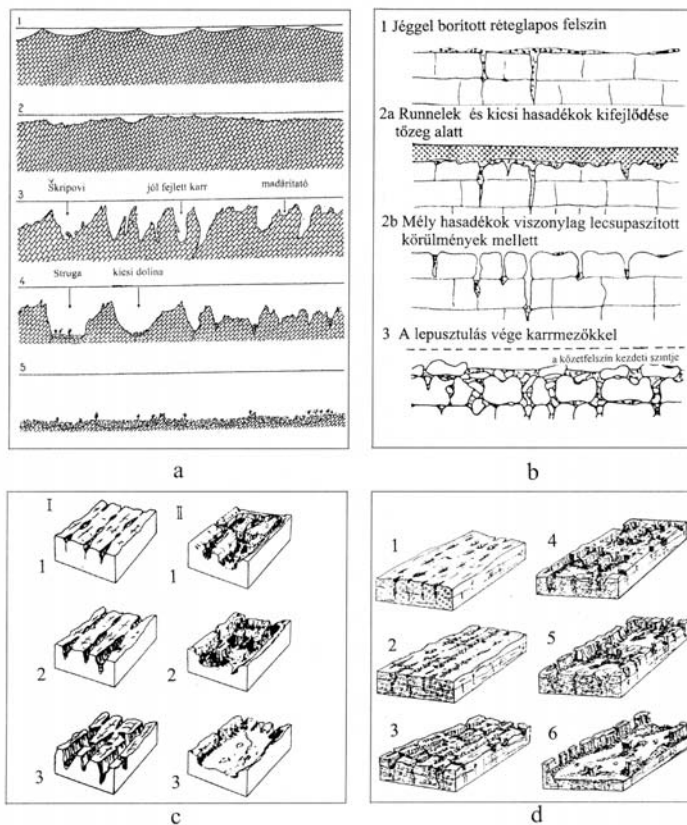 1
2
3
Škripovi jól fejlett karr madáritató
4
Struga kicsi dolina
5
a
1 Jéggel borított réteglapos felszín
2a Runnelek és kicsi hasadékok kifejlődése
tőzeg alatt
2b Mély hasadékok viszonylag lecsupaszított
körülmények mellett
3 A lepusztulás vége karrmezőkkel
a kőzetfelszín kezdeti szintje
b
I II
1 1
2 2
3 3
c
1 4
2 5
3 6
d